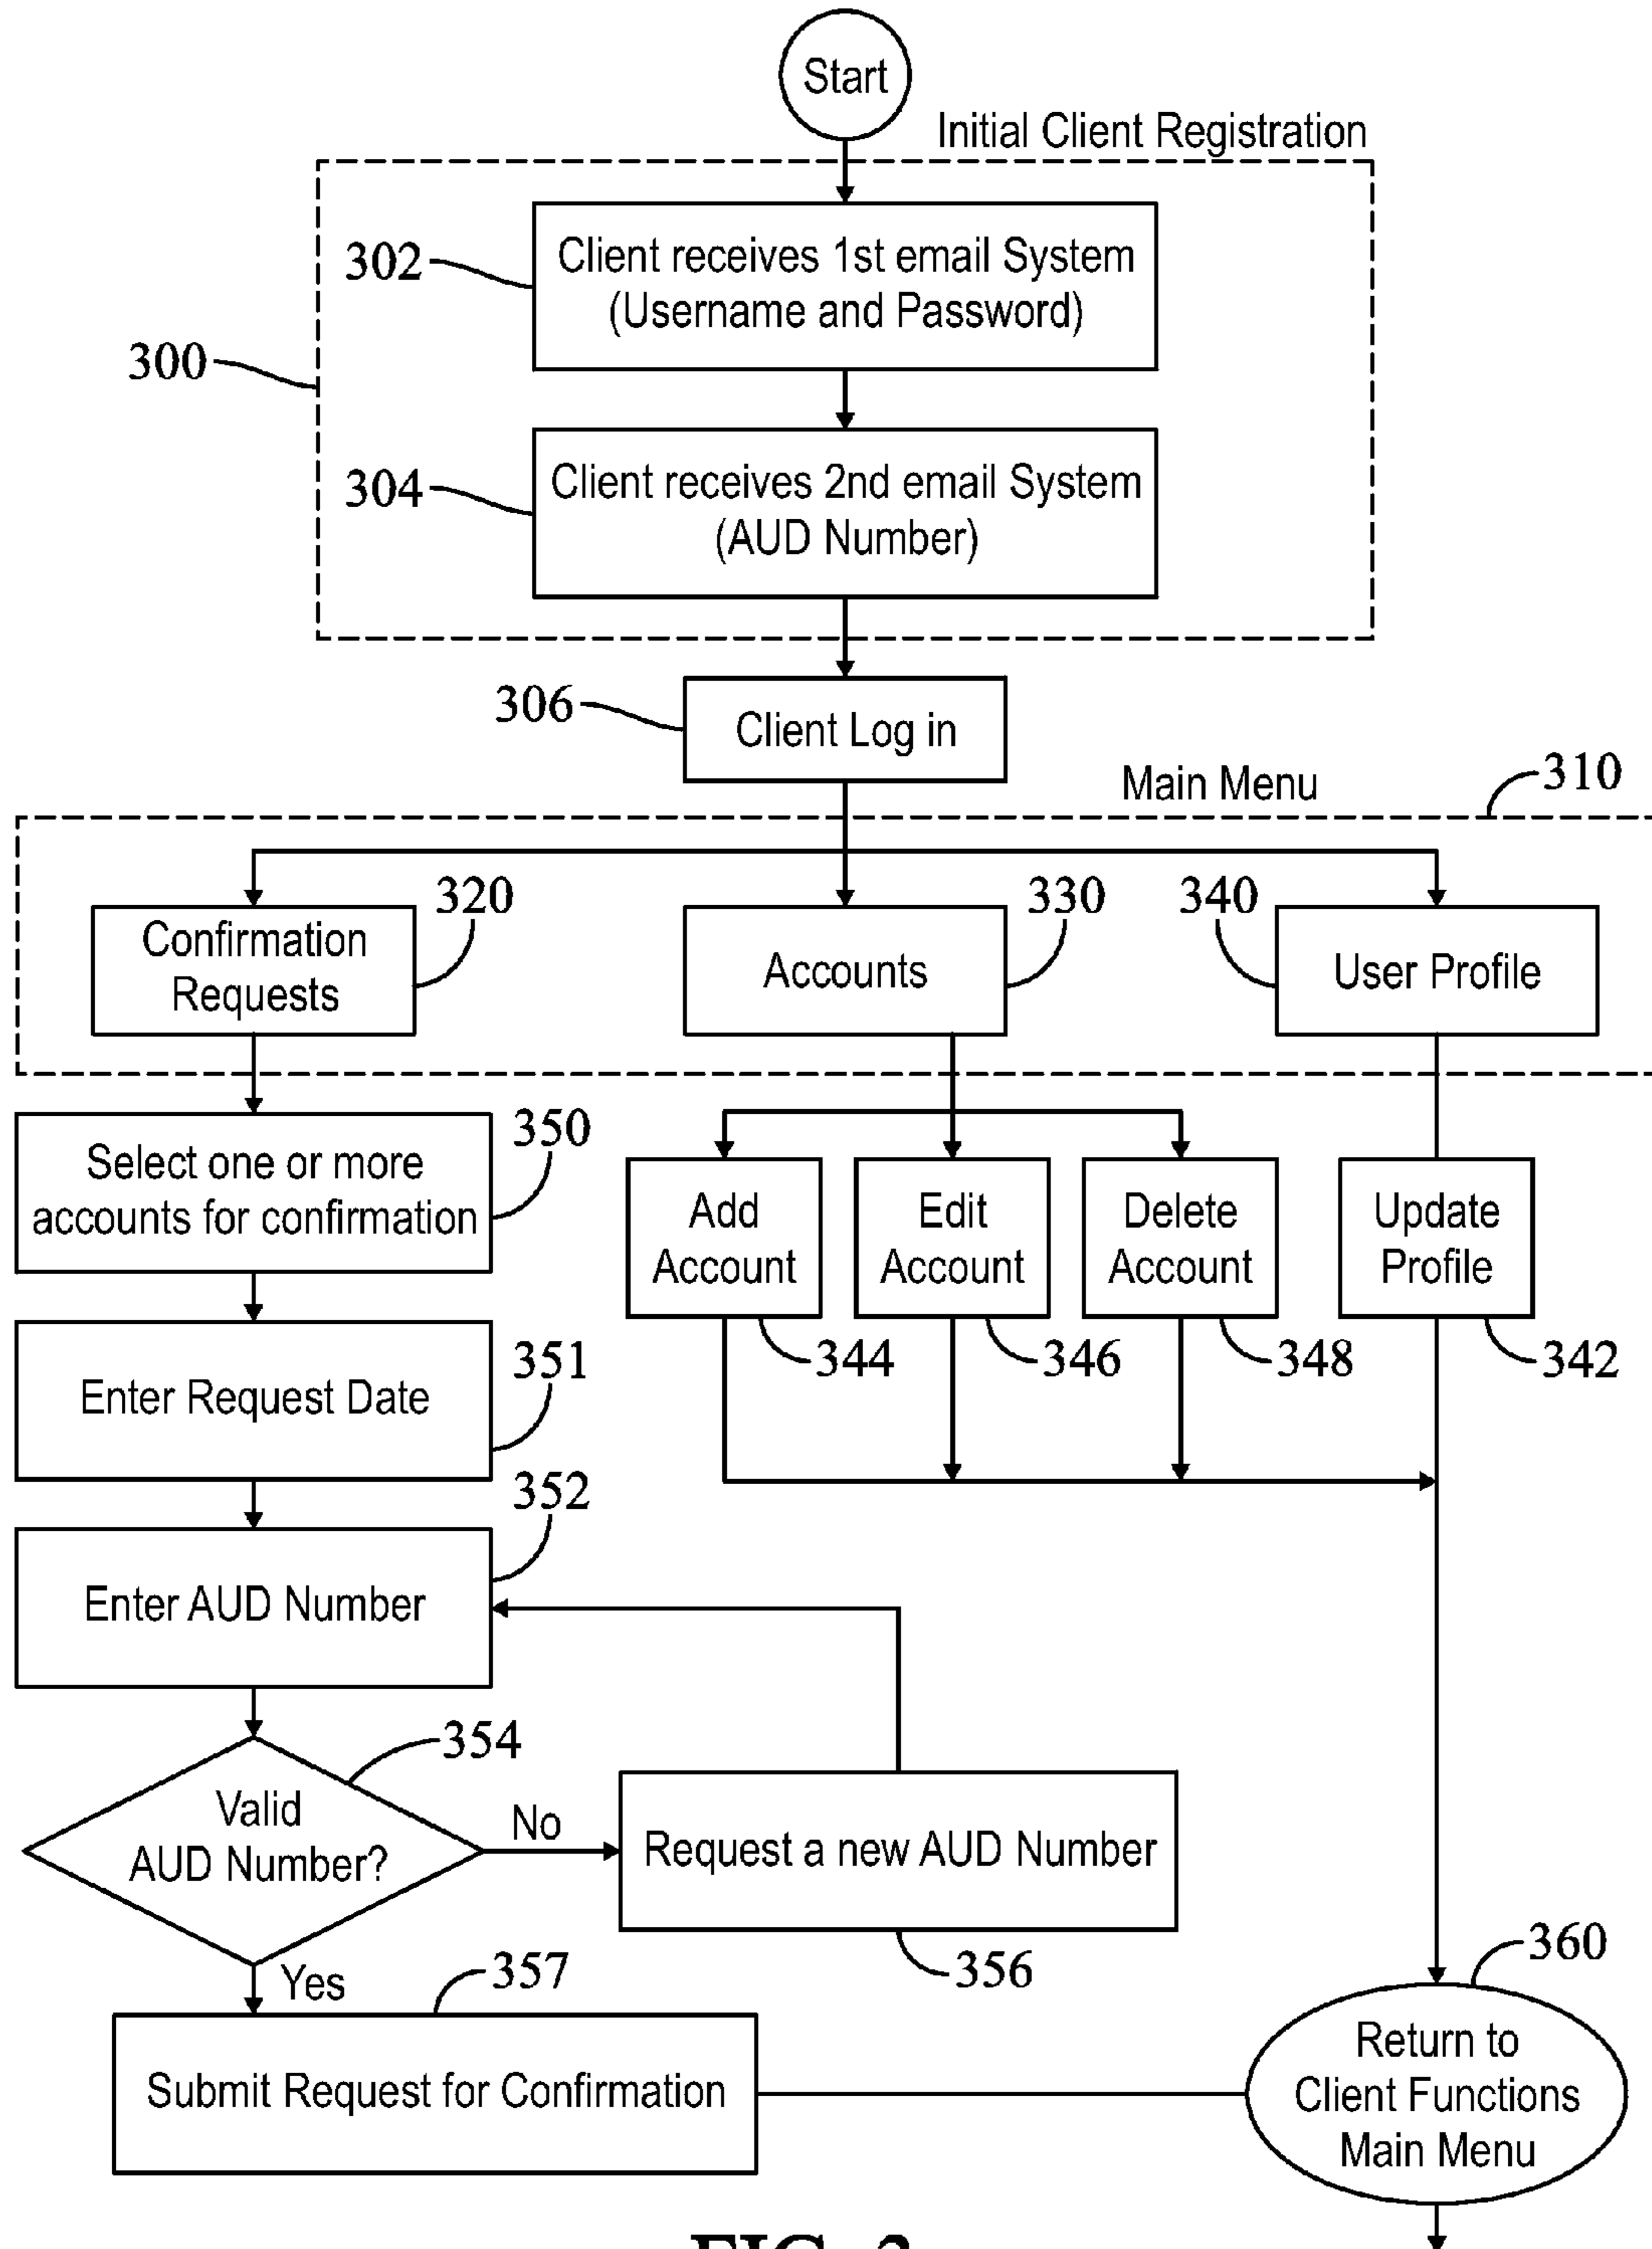 Start
Initial Client Registration
302
Client receives 1st email System
(Username and Password)
300
304
Client receives 2nd email System
(AUD Number)
306
Client Log in
Main Menu
310
320
330
340
Confirmation
Requests
Accounts
User Profile
350
Select one or more
accounts for confirmation
Add
Account
Edit
Account
Delete
Account
Update
Profile
344
346
348
342
351
Enter Request Date
352
Enter AUD Number
354
Valid
AUD Number?
No
Request a new AUD Number
356
Yes
357
Submit Request for Confirmation
360
Return to
Client Functions
Main Menu